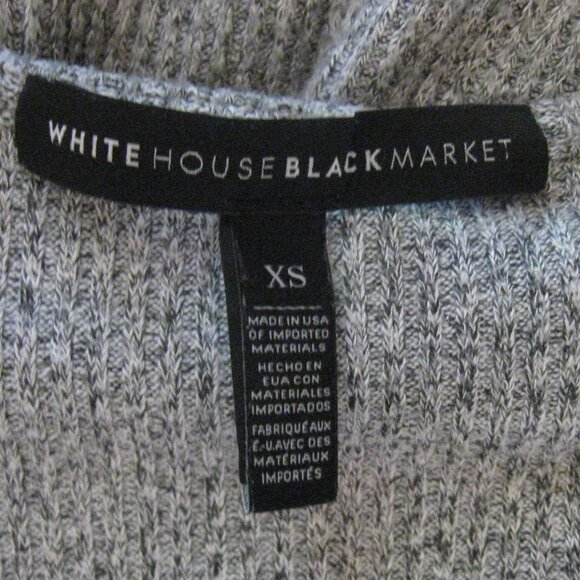 WHITE HOUSE BLACK MARKET
XS
MADE IN USA
OF IMPORTED
MATERIALS
HECHO EN
EUA CON
MATERIALES
IMPORTADOS
FABRIQUÉ AUX
É.-U. AVEC DES
MATÉRIAUX
IMPORTÉS